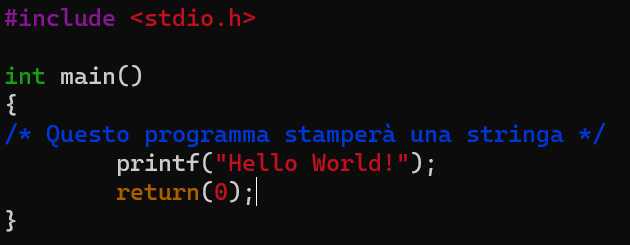 #include <stdio.h>
int main()
{
/* Questo programma stamperà una stringa */
printf("Hello World!");
return(0);
}